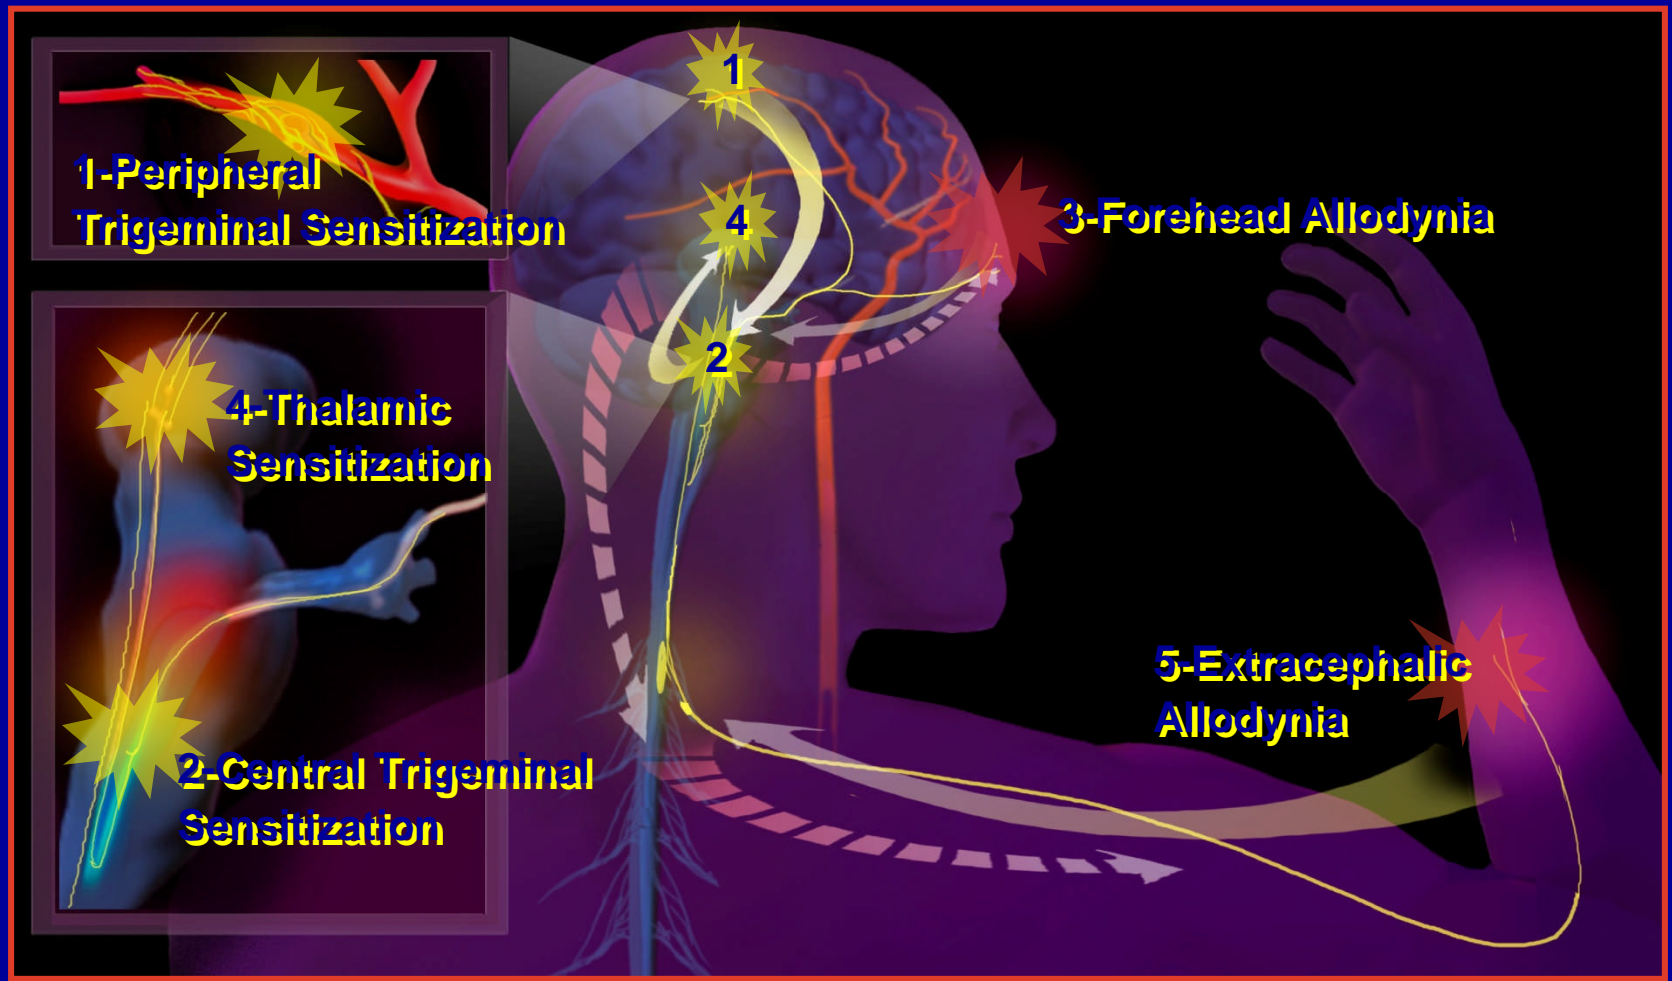 1
1-Peripheral
Trigeminal Sensitization
4
3-Forehead Allodynia
2
4-Thalamic
Sensitization
5-Extracephalic
Allodynia
2-Central Trigeminal
Sensitization